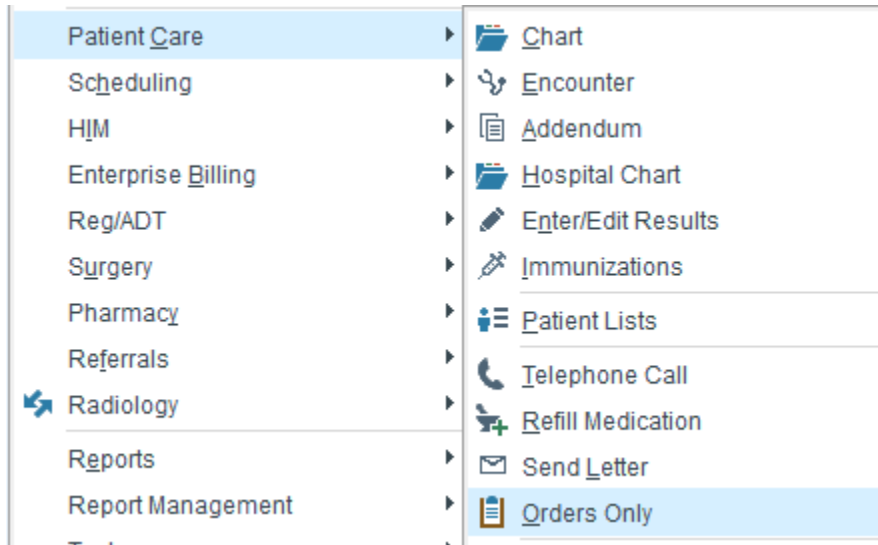 Patient Care
Scheduling
HIM
Enterprise Billing
Reg/ADT
Surgery
Pharmacy
Referrals
Radiology
Reports
Report Management
Chart
Encounter
Addendum
Hospital Chart
Enter/Edit Results
Immunizations
Patient Lists
Telephone Call
Refill Medication
Send Letter
Orders Only